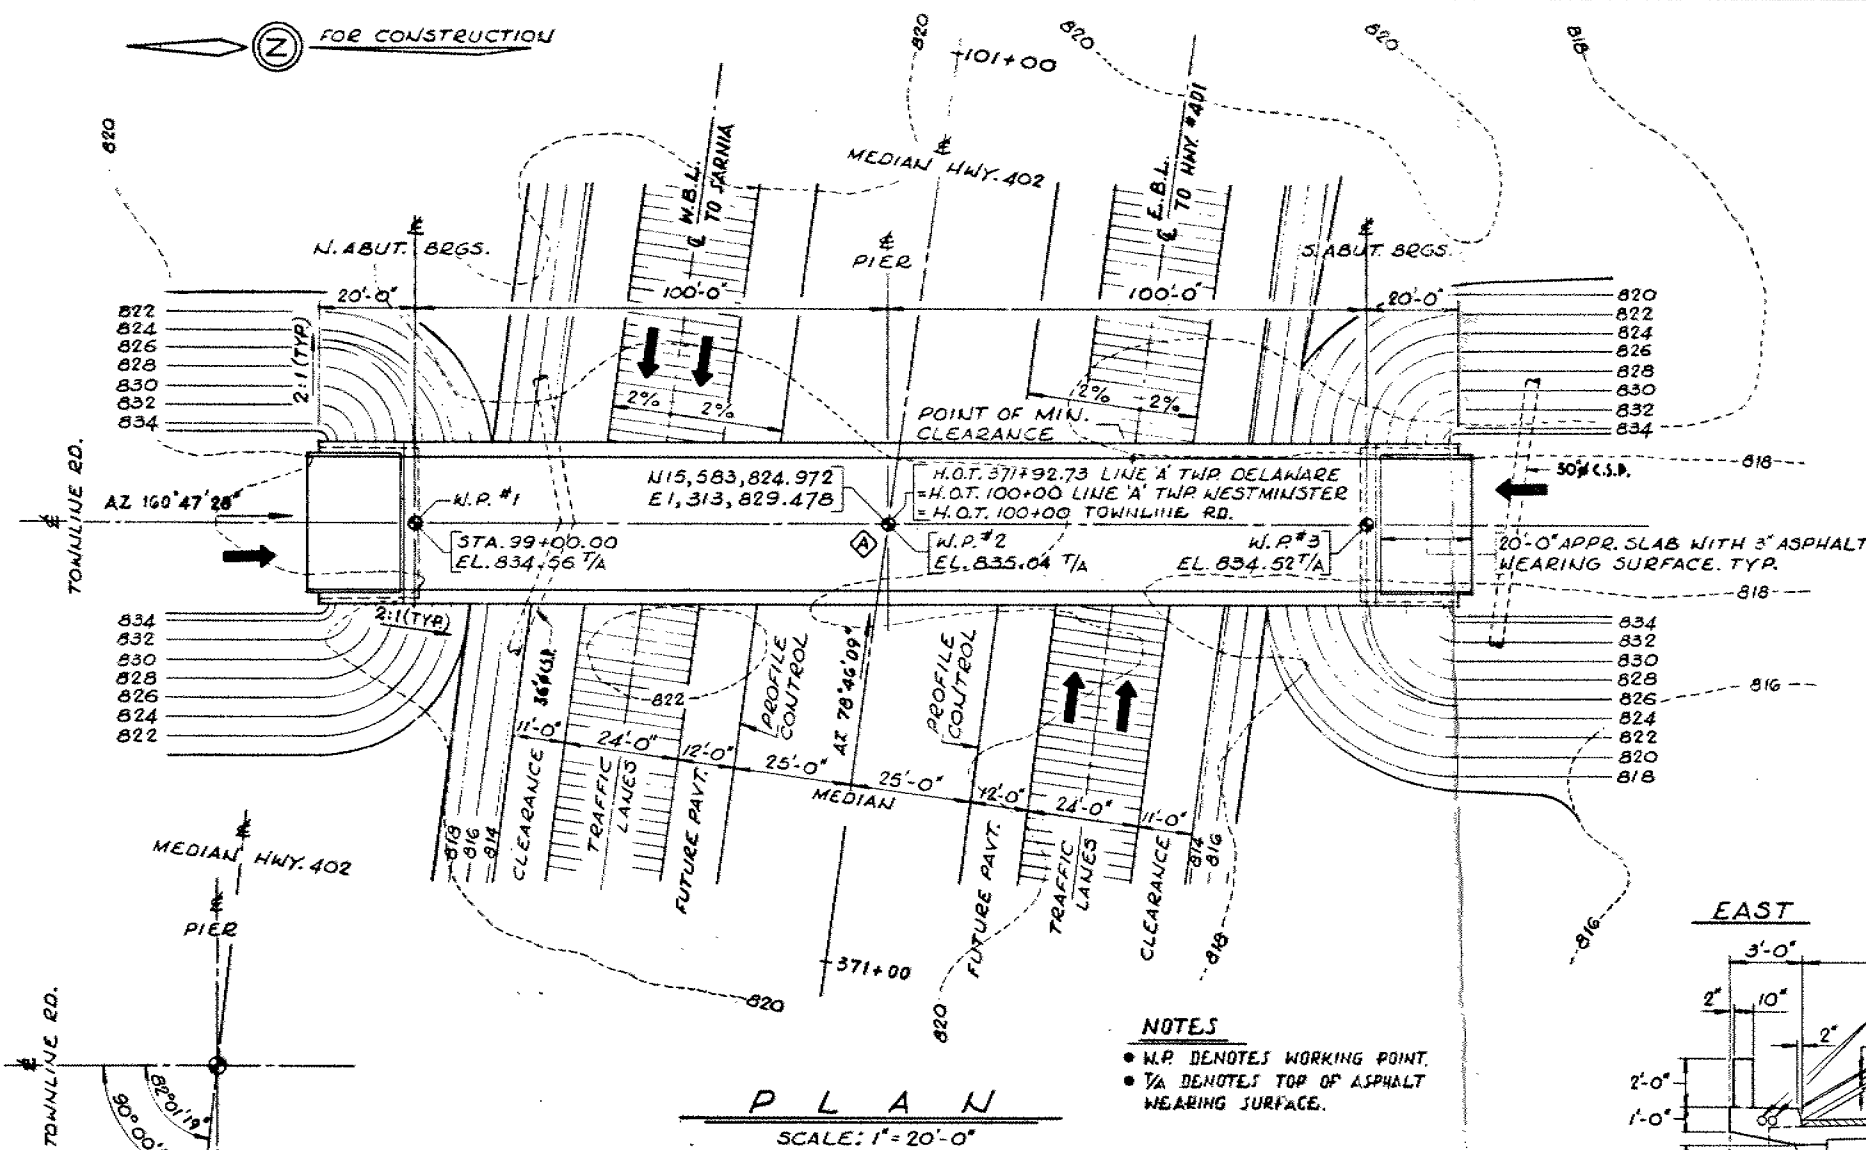 Z FOR CONSTRUCTION
820
820
101+00
820
820
818
MEDIAN HWY. 402
℄ W.B.L.
TO SARNIA
℄ E.B.L.
TO HWY. #401
N. ABUT. BRGS.
PIER
S. ABUT. BRGS.
20'-0"
100'-0"
100'-0"
20'-0"
822
824
826
828
830
832
834
2:1 (TYP.)
820
822
824
826
828
830
832
834
2% 2%
2% 2%
POINT OF MIN.
CLEARANCE
818
50"ø C.S.P.
TOWNLINE RD.
AZ 160°47'28"
W.P. #1
STA. 99+00.00
EL. 834.56 T/A
N15,583,824.972
E1,313,829.478
H.O.T. 371+92.73 LINE 'A' TWP. DELAWARE
=H.O.T. 100+00 LINE 'A' TWP. WESTMINSTER
=H.O.T. 100+00 TOWNLINE RD.
A
W.P. #2
EL. 835.04 T/A
W.P. #3
EL. 834.52 T/A
20'-0" APPR. SLAB WITH 3" ASPHALT
WEARING SURFACE. TYP.
818
2:1 (TYP.)
834
832
830
828
826
824
822
834
832
830
828
826
824
822
820
818
816
36"ø C.S.P.
822
PROFILE
CONTROL
AZ 78°46'09"
PROFILE
CONTROL
11'-0"
24'-0"
12'-0"
25'-0"
25'-0"
12'-0"
24'-0"
11'-0"
MEDIAN
818
816
814
CLEARANCE
TRAFFIC
LANES
FUTURE PAVT.
FUTURE PAVT.
TRAFFIC
LANES
CLEARANCE
814
816
818
816
371+00
820
820
MEDIAN HWY. 402
PIER
TOWNLINE RD.
82°01'19"
90°00'
PLAN
SCALE: 1" = 20'-0"
NOTES
● W.P. DENOTES WORKING POINT.
● T/A DENOTES TOP OF ASPHALT
WEARING SURFACE.
EAST
3'-0"
2" 10"
2"
2'-0"
1'-0"